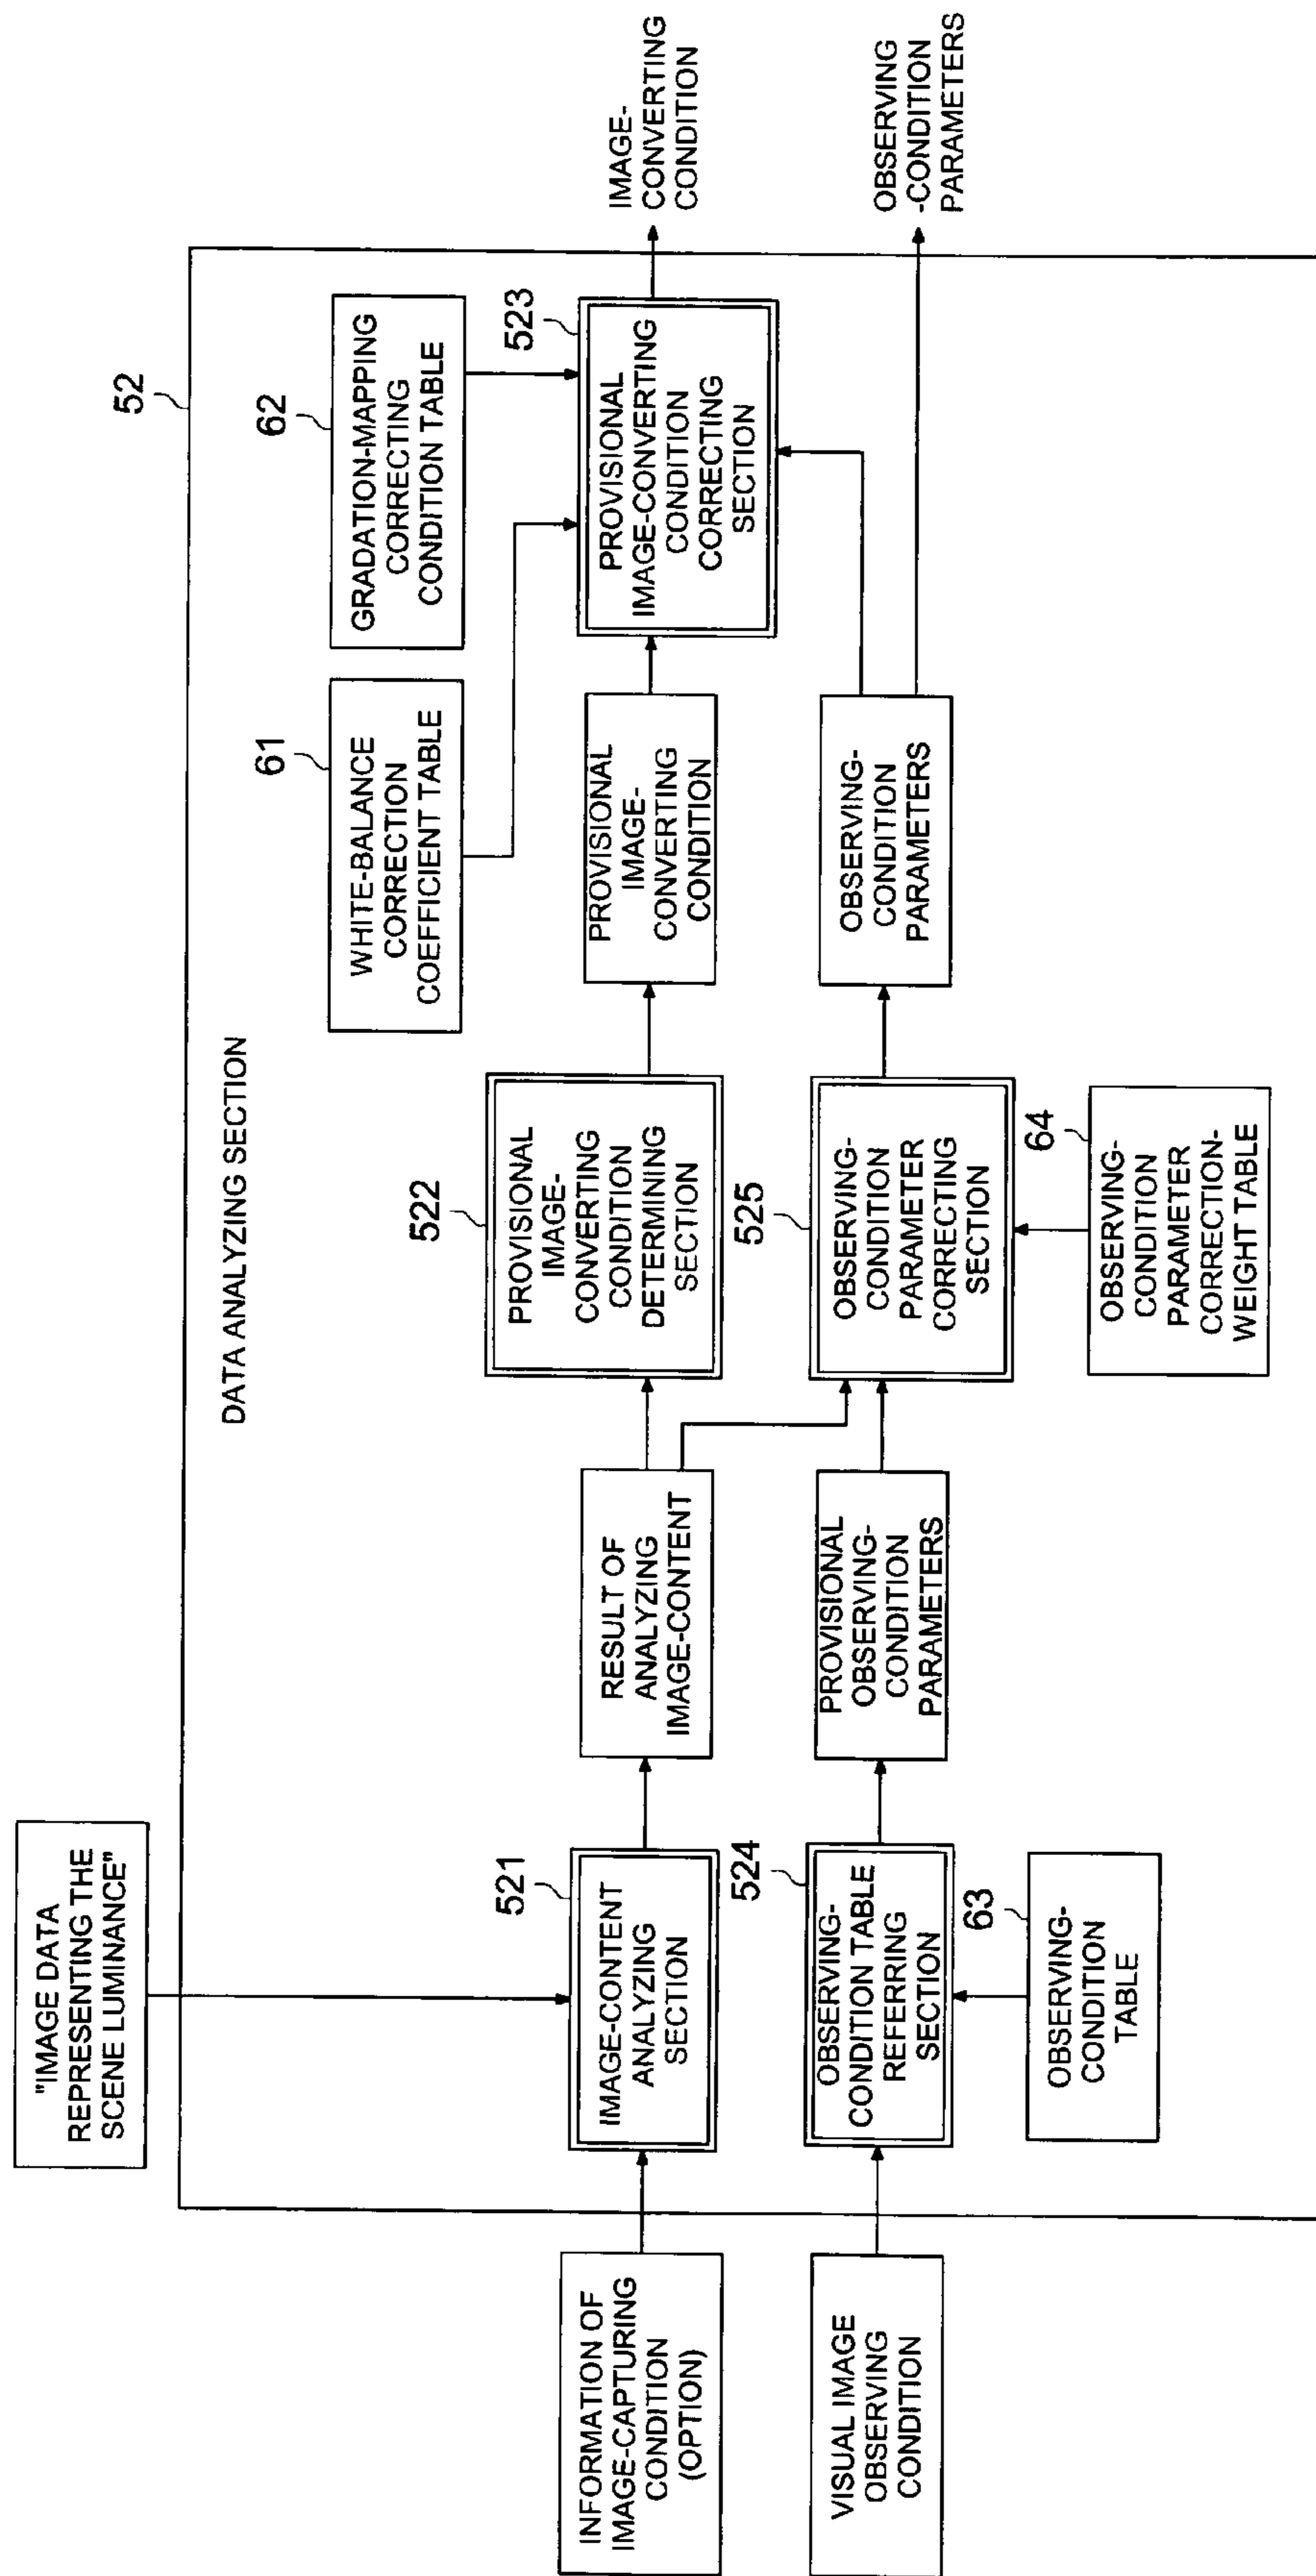 "IMAGE DATA
REPRESENTING THE
SCENE LUMINANCE"
52
DATA ANALYZING SECTION
INFORMATION OF
IMAGE-CAPTURING
CONDITION
(OPTION)
VISUAL IMAGE
OBSERVING
CONDITION
521
IMAGE-CONTENT
ANALYZING
SECTION
524
OBSERVING-
CONDITION TABLE
REFERRING
SECTION
63
OBSERVING-
CONDITION
TABLE
RESULT OF
ANALYZING
IMAGE-CONTENT
PROVISIONAL
OBSERVING-
CONDITION
PARAMETERS
522
PROVISIONAL
IMAGE-
CONVERTING
CONDITION
DETERMINING
SECTION
525
OBSERVING-
CONDITION
PARAMETER
CORRECTING
SECTION
64
OBSERVING-
CONDITION
PARAMETER
CORRECTION-
WEIGHT TABLE
61
WHITE-BALANCE
CORRECTION
COEFFICIENT TABLE
PROVISIONAL
IMAGE-
CONVERTING
CONDITION
OBSERVING-
CONDITION
PARAMETERS
62
GRADATION-MAPPING
CORRECTING
CONDITION TABLE
523
PROVISIONAL
IMAGE-CONVERTING
CONDITION
CORRECTING
SECTION
IMAGE-
CONVERTING
CONDITION
OBSERVING
-CONDITION
PARAMETERS